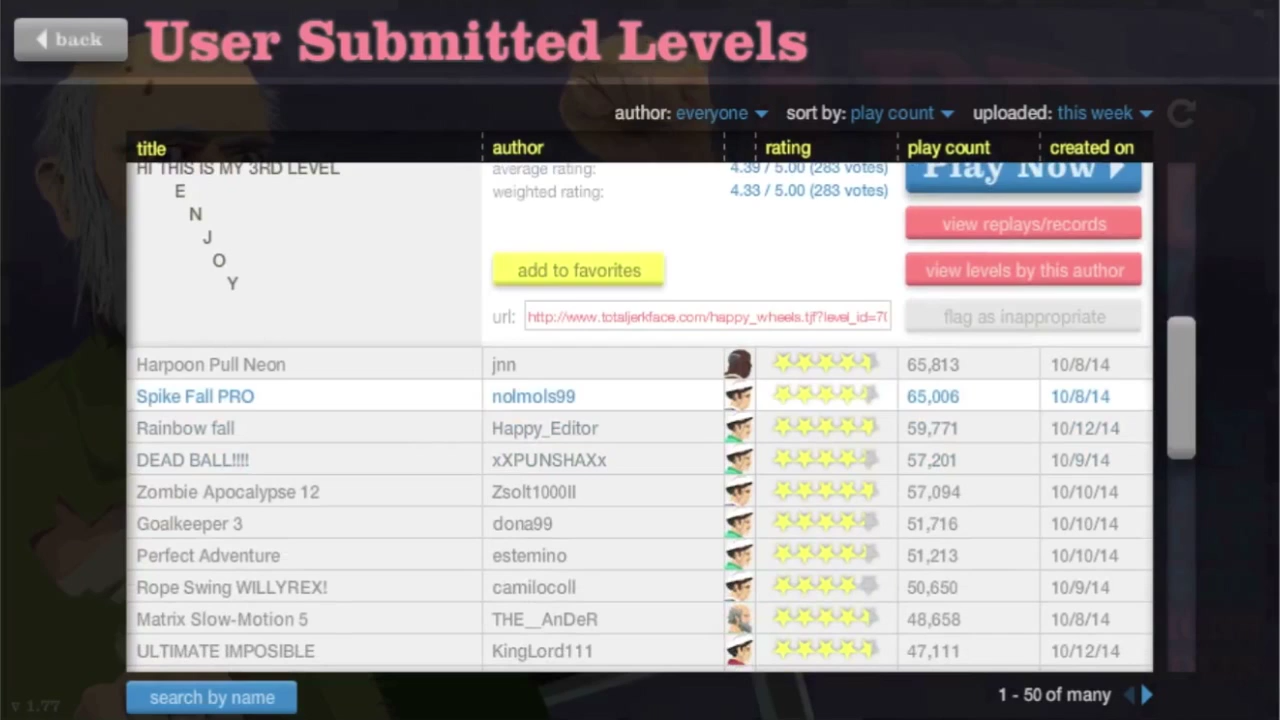 back
User Submitted Levels
author: everyone sort by: play count uploaded: this week
title author rating play count created on
HI THIS IS MY 3RD LEVEL
E
N
J
O
Y
average rating: 4.39 / 5.00 (283 votes)
weighted rating: 4.33 / 5.00 (283 votes)
add to favorites
url: http://www.totaljerkface.com/happy_wheels.tjf?level_id=7(
Play Now
view replays/records
view levels by this author
flag as inappropriate
Harpoon Pull Neon jnn 65,813 10/8/14
Spike Fall PRO nolmols99 65,006 10/8/14
Rainbow fall Happy_Editor 59,771 10/12/14
DEAD BALL!!!! xXPUNSHAXx 57,201 10/9/14
Zombie Apocalypse 12 Zsolt1000II 57,094 10/10/14
Goalkeeper 3 dona99 51,716 10/10/14
Perfect Adventure estemino 51,213 10/10/14
Rope Swing WILLYREX! camilocoll 50,650 10/9/14
Matrix Slow-Motion 5 THE__AnDeR 48,658 10/8/14
ULTIMATE IMPOSIBLE KingLord111 47,111 10/12/14
search by name
1 - 50 of many
v 1.77